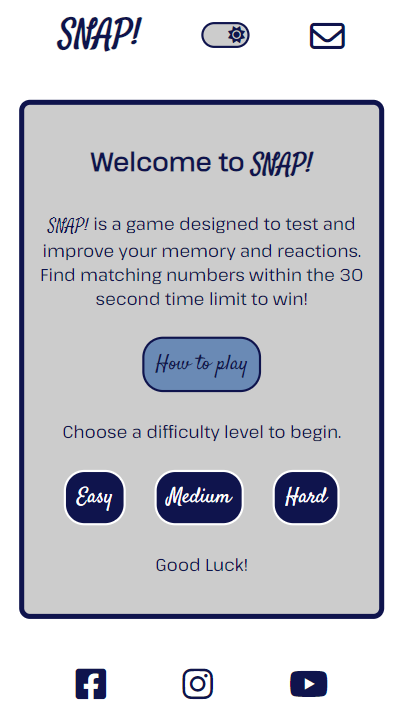 SNAP!
Welcome to SNAP!
SNAP! is a game designed to test and
improve your memory and reactions.
Find matching numbers within the 30
second time limit to win!
How to play
Choose a difficulty level to begin.
Easy
Medium
Hard
Good Luck!